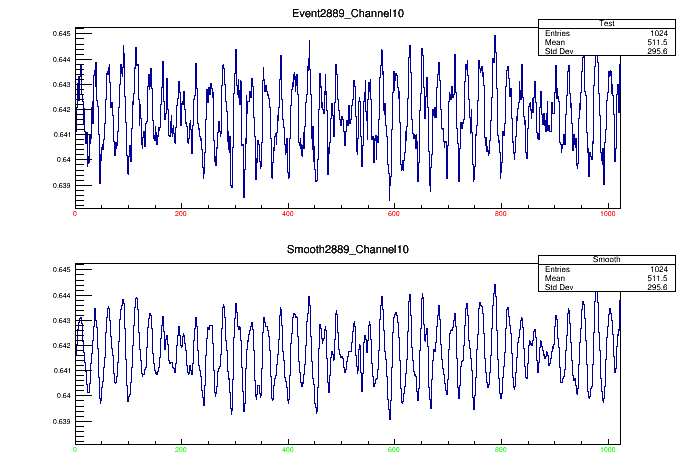 Event2889_Channel10
Test
Entries 1024
Mean 511.5
Std Dev 295.6
0.645
0.644
0.643
0.642
0.641
0.64
0.639
0 200 400 600 800 1000
Smooth2889_Channel10
Smooth
Entries 1024
Mean 511.5
Std Dev 295.6
0.645
0.644
0.643
0.642
0.641
0.64
0.639
0 200 400 600 800 1000